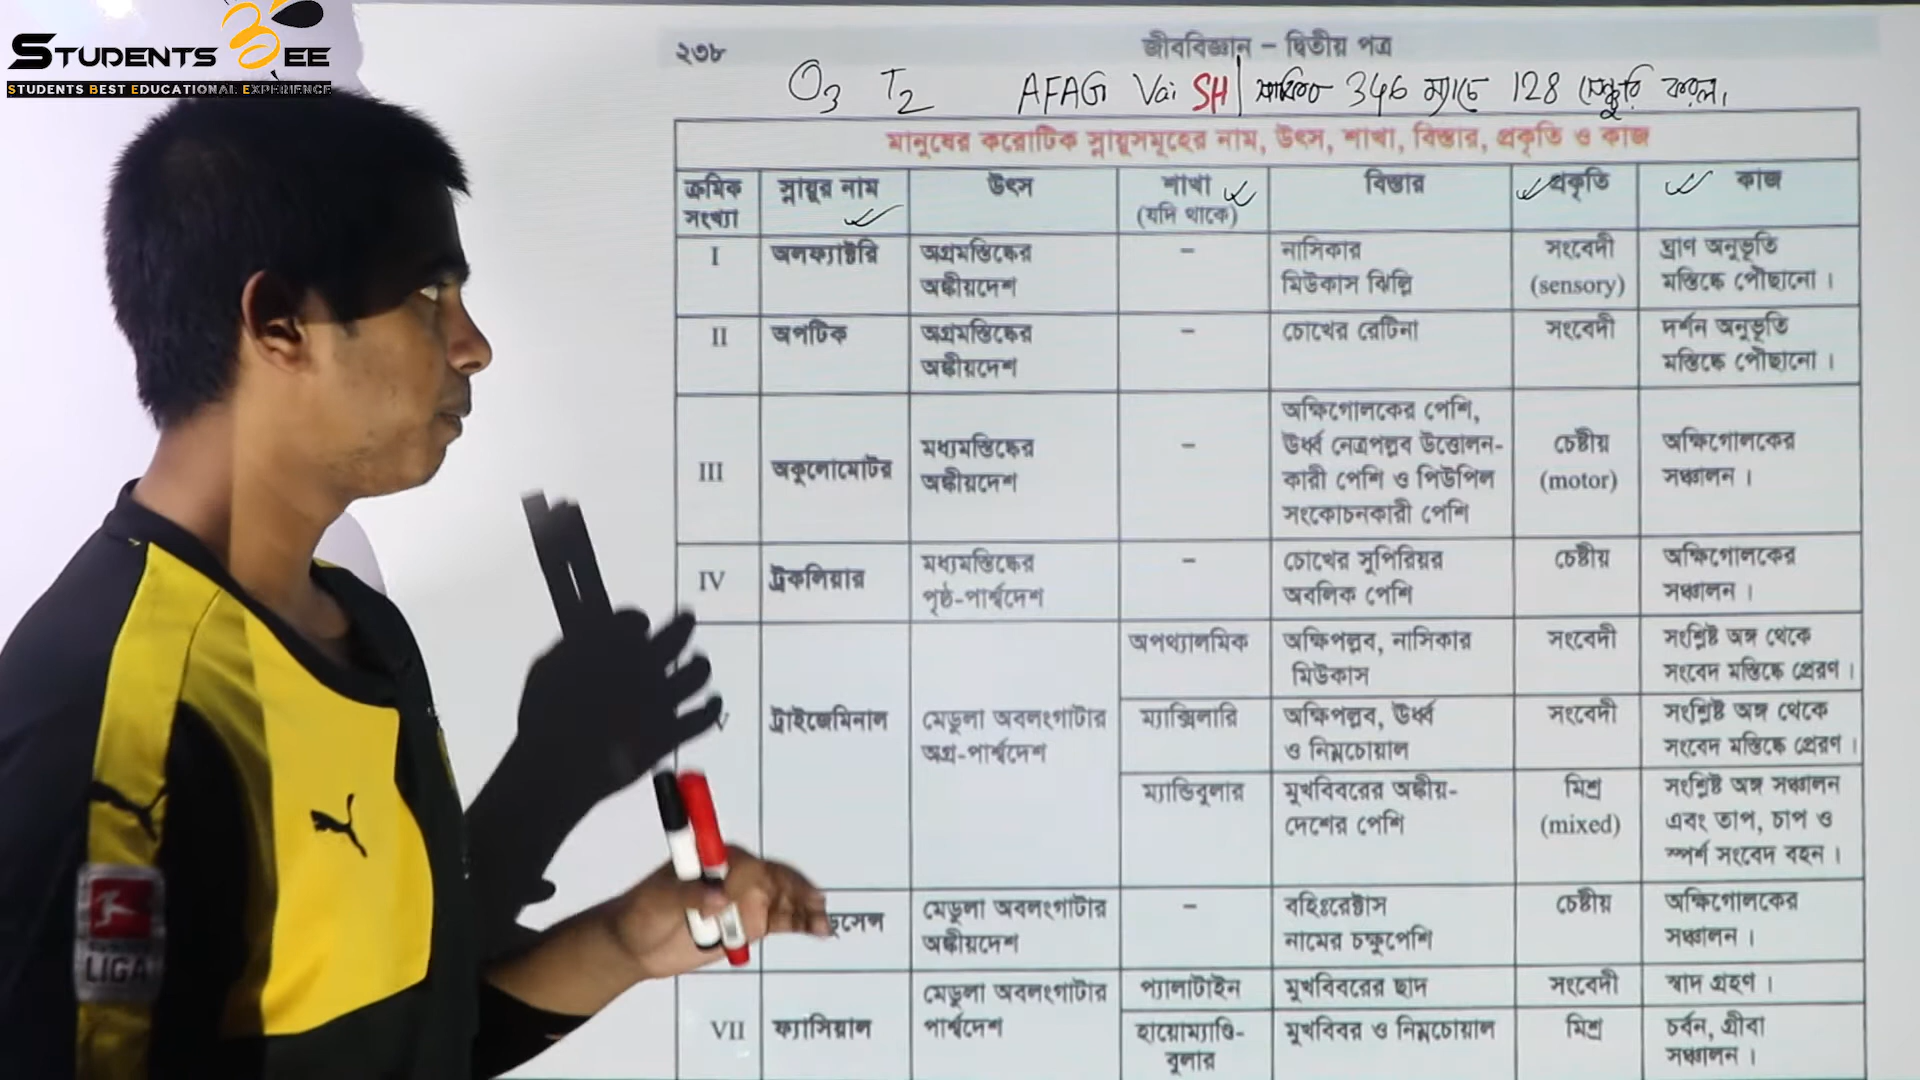 STUDENTS BEE
STUDENTS BEST EDUCATIONAL EXPERIENCE
২৩৮
জীববিজ্ঞান – দ্বিতীয় পত্র
O3 T2 AFAG Vai SH | 346 ম্যাচে 128 সেঞ্চুরি করল।
মানুষের করোটিক স্নায়ুসমূহের নাম, উৎস, শাখা, বিস্তার, প্রকৃতি ও কাজ
ক্রমিক সংখ্যা
স্নায়ুর নাম
উৎস
শাখা
(যদি থাকে)
বিস্তার
প্রকৃতি
কাজ
I অলফ্যাক্টরি অগ্রমস্তিষ্কের – নাসিকার সংবেদী ঘ্রাণ অনুভূতি
অঙ্কীয়দেশ মিউকাস ঝিল্লি (sensory) মস্তিষ্কে পৌছানো।
II অপটিক অগ্রমস্তিষ্কের – চোখের রেটিনা সংবেদী দর্শন অনুভূতি
অঙ্কীয়দেশ মস্তিষ্কে পৌছানো।
অক্ষিগোলকের পেশি,
III অকুলোমোটর মধ্যমস্তিষ্কের – ঊর্ধ্ব নেত্রপল্লব উত্তোলন- চেষ্টীয় অক্ষিগোলকের
অঙ্কীয়দেশ কারী পেশি ও পিউপিল (motor) সঞ্চালন।
সংকোচনকারী পেশি
IV ট্রকলিয়ার মধ্যমস্তিষ্কের – চোখের সুপিরিয়র চেষ্টীয় অক্ষিগোলকের
পৃষ্ঠ-পার্শ্বদেশ অবলিক পেশি সঞ্চালন।
অপথ্যালমিক অক্ষিপল্লব, নাসিকার সংবেদী সংশ্লিষ্ট অঙ্গ থেকে
মিউকাস সংবেদ মস্তিষ্কে প্রেরণ।
V ট্রাইজেমিনাল মেডুলা অবলংগাটার ম্যাক্সিলারি অক্ষিপল্লব, ঊর্ধ্ব সংবেদী সংশ্লিষ্ট অঙ্গ থেকে
অগ্র-পার্শ্বদেশ ও নিম্নচোয়াল সংবেদ মস্তিষ্কে প্রেরণ।
ম্যান্ডিবুলার মুখবিবরের অঙ্কীয়- মিশ্র সংশ্লিষ্ট অঙ্গ সঞ্চালন
দেশের পেশি (mixed) এবং তাপ, চাপ ও
স্পর্শ সংবেদ বহন।
ডুসেন্স মেডুলা অবলংগাটার – বহিঃরেক্টাস চেষ্টীয় অক্ষিগোলকের
অঙ্কীয়দেশ নামের চক্ষুপেশি সঞ্চালন।
VII ফ্যাসিয়াল মেডুলা অবলংগাটার প্যালাটাইন মুখবিবরের ছাদ সংবেদী স্বাদ গ্রহণ।
পার্শ্বদেশ হায়োম্যান্ডি- মুখবিবর ও নিম্নচোয়াল মিশ্র চর্বন, গ্রীবা
বুলার সঞ্চালন।
LIGA